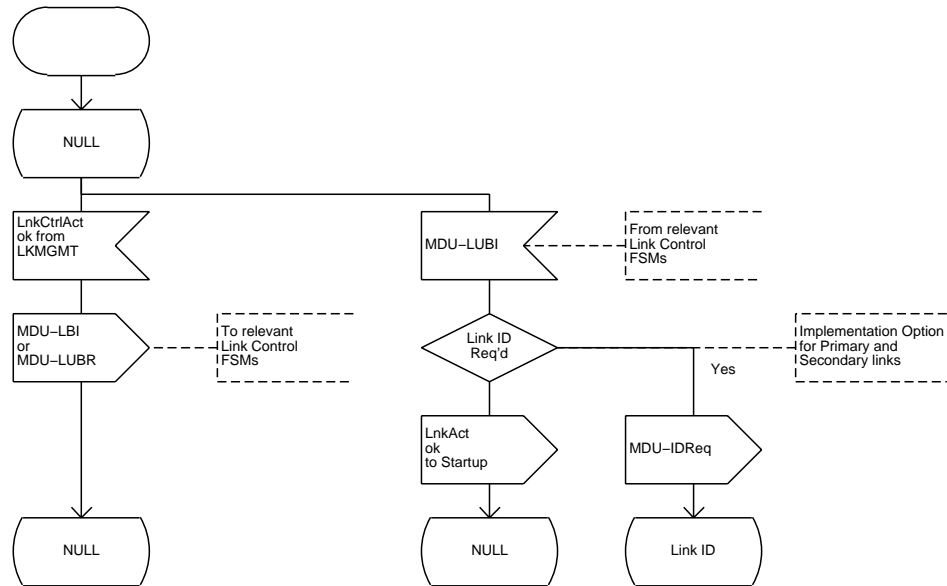 NULL
LnkCtrlAct
ok from
LKMGMT
MDU–LUBI
From relevant
Link Control
FSMs
MDU–LBI
or
MDU–LUBR
To relevant
Link Control
FSMs
Link ID
Req'd
Implementation Option
for Primary and
Secondary links
Yes
LnkAct
ok
to Startup
MDU–IDReq
NULL
NULL
Link ID